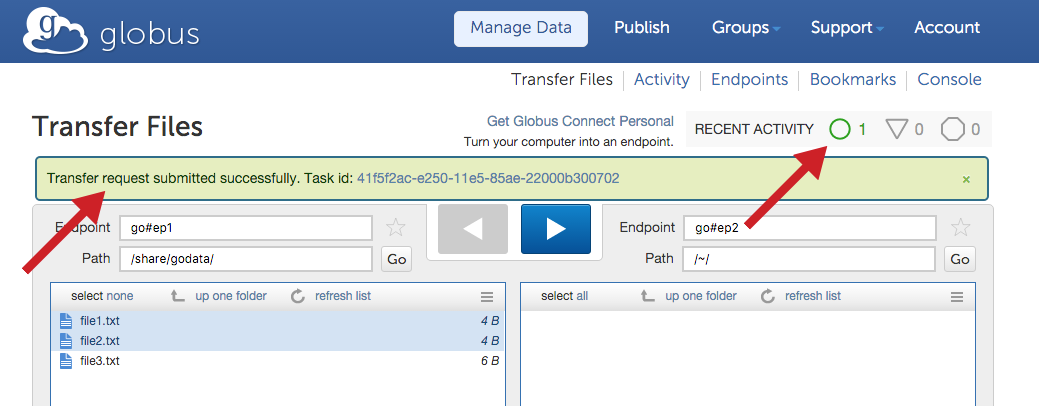 g globus Manage Data Publish Groups Support Account
Transfer Files Activity Endpoints Bookmarks Console
Transfer Files
Get Globus Connect Personal
Turn your computer into an endpoint.
RECENT ACTIVITY 1 0 0
Transfer request submitted successfully. Task id: 41f5f2ac-e250-11e5-85ae-22000b300702 ×
Endpoint go#ep1 Endpoint go#ep2
Path /share/godata/ Go Path /~/ Go
select none up one folder refresh list select all up one folder refresh list
file1.txt 4 B
file2.txt 4 B
file3.txt 6 B